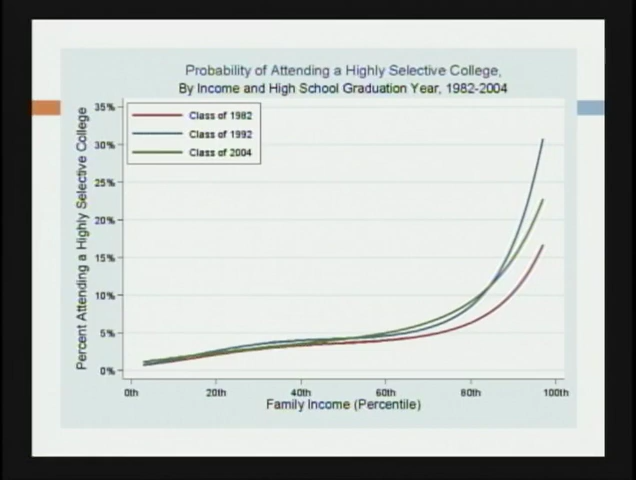 Probability of Attending a Highly Selective College,
By Income and High School Graduation Year, 1982-2004
Percent Attending a Highly Selective College
35%
30%
25%
20%
15%
10%
5%
0%
Class of 1982
Class of 1992
Class of 2004
0th 20th 40th 60th 80th 100th
Family Income (Percentile)